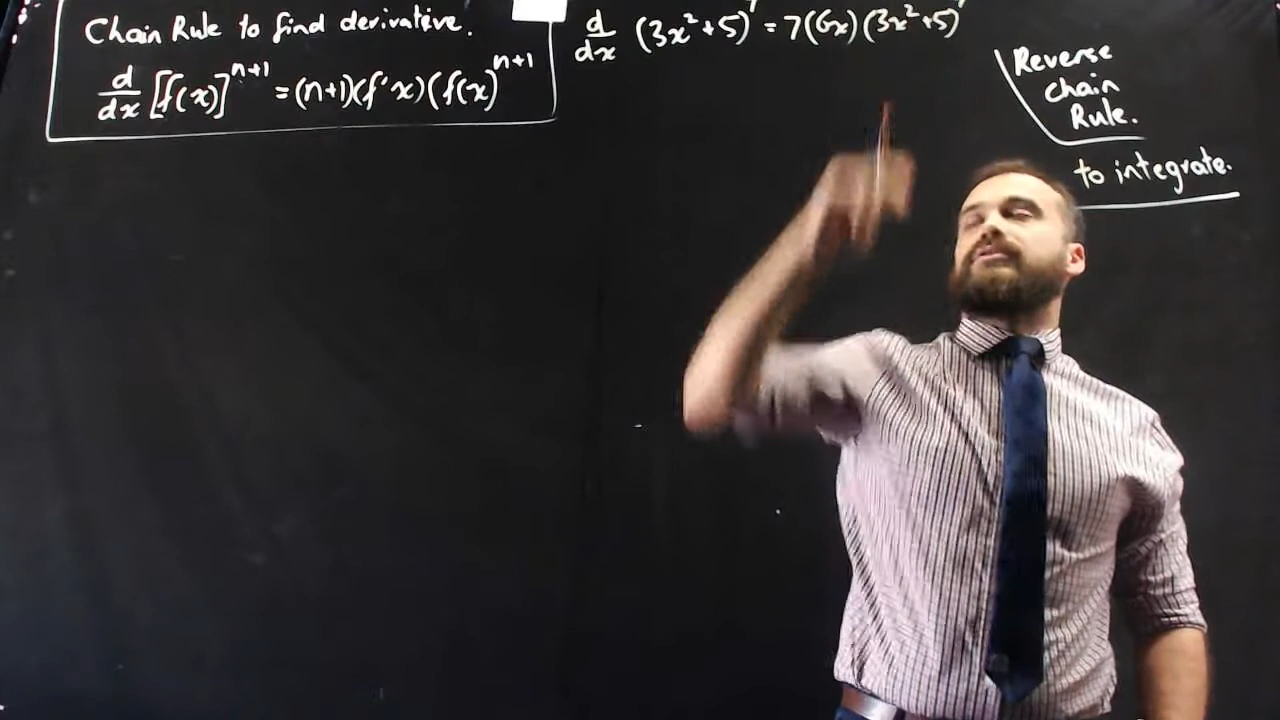 Chain Rule to find derivative.
d/dx [f(x)]^n+1 = (n+1)(f'x)(f(x)^n+1
d/dx (3x²+5)⁷ = 7(6x)(3x²+5)⁷
Reverse
chain
Rule.
to integrate.